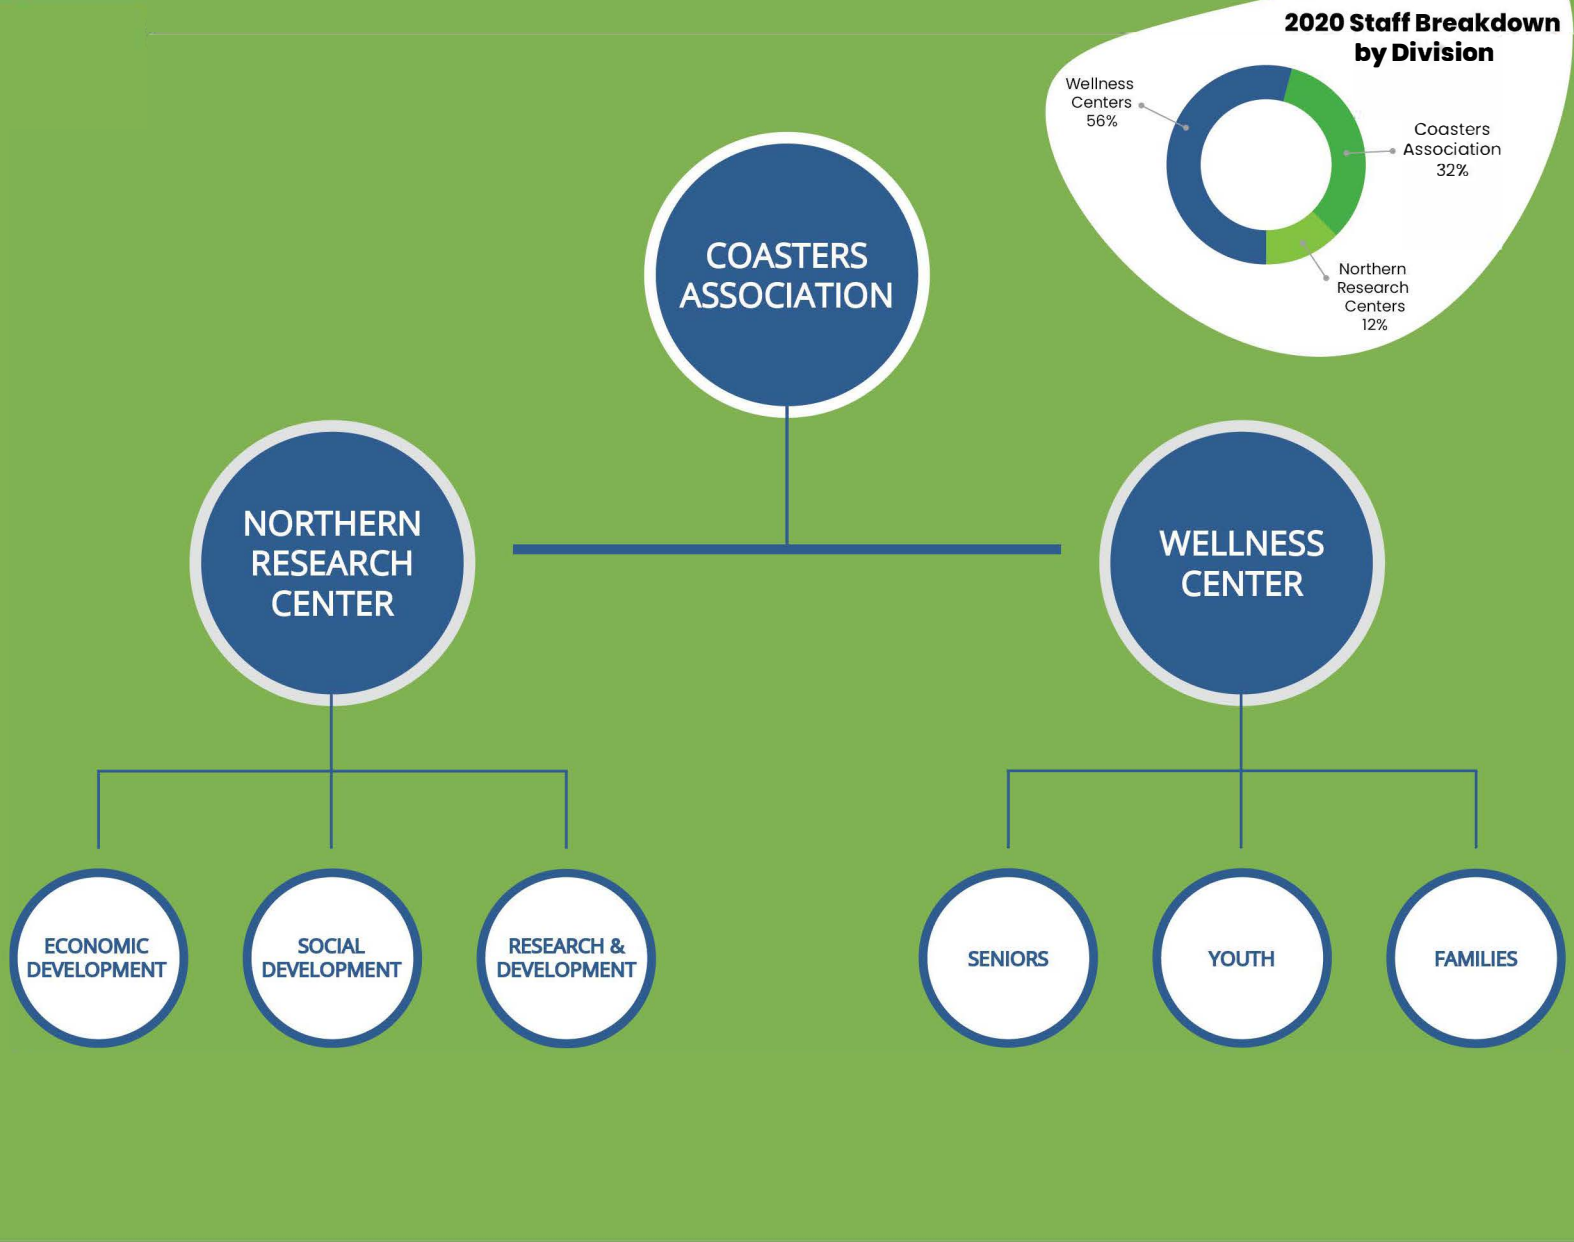 2020 Staff Breakdown
by Division
Wellness
Centers
56%
Coasters
Association
32%
Northern
Research
Centers
12%
COASTERS
ASSOCIATION
NORTHERN
RESEARCH
CENTER
WELLNESS
CENTER
ECONOMIC
DEVELOPMENT
SOCIAL
DEVELOPMENT
RESEARCH &
DEVELOPMENT
SENIORS
YOUTH
FAMILIES